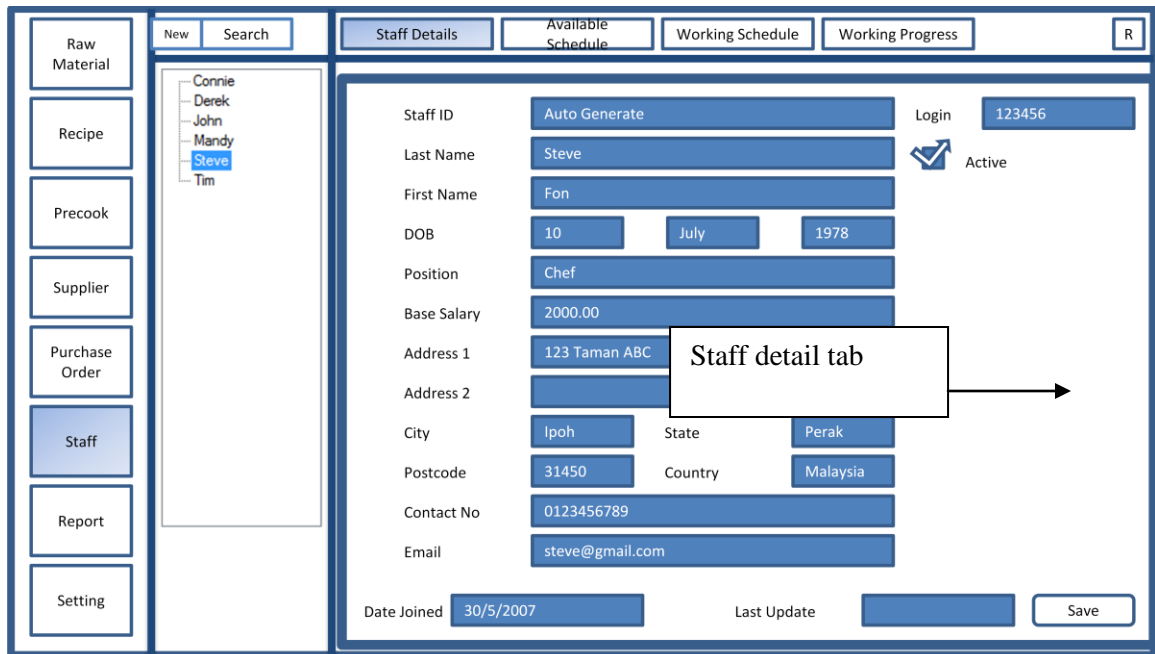 Raw
Material
Recipe
Precook
Supplier
Purchase
Order
Staff
Report
Setting
New Search
Connie
Derek
John
Mandy
Steve
Tim
Staff Details
Available
Schedule
Working Schedule
Working Progress
R
Staff ID Auto Generate Login 123456
Last Name Steve Active
First Name Fon
DOB 10 July 1978
Position Chef
Base Salary 2000.00
Address 1 123 Taman ABC
Staff detail tab
Address 2
City Ipoh State Perak
Postcode 31450 Country Malaysia
Contact No 0123456789
Email steve@gmail.com
Date Joined 30/5/2007 Last Update Save